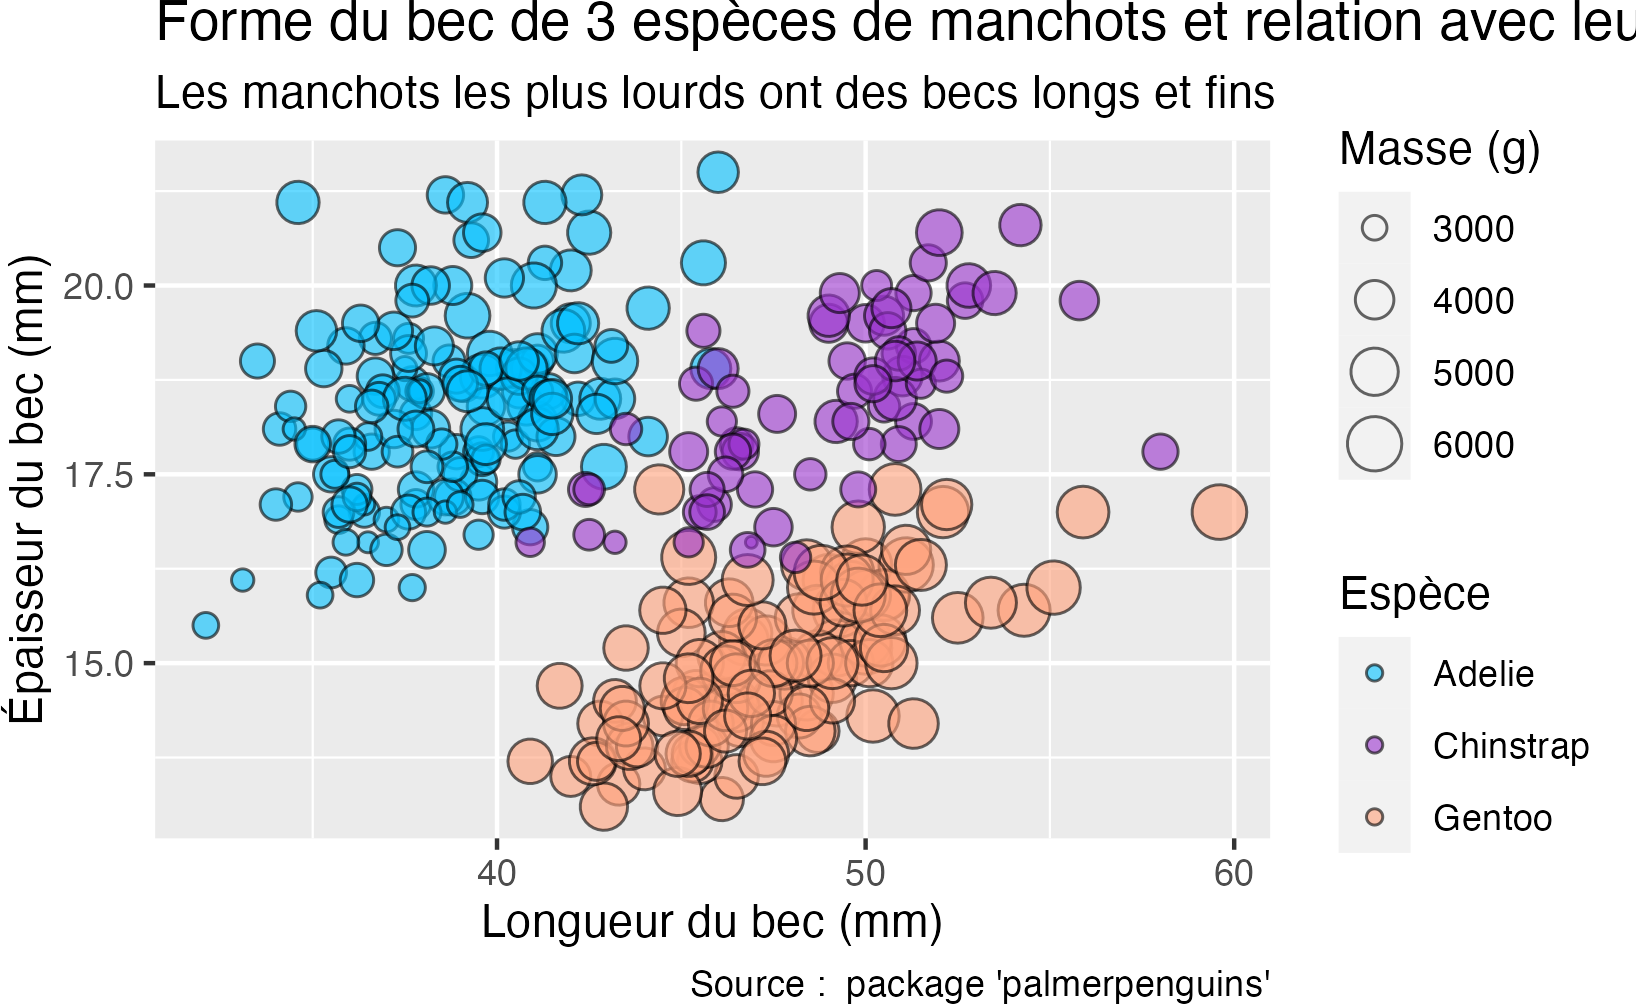 Forme du bec de 3 espèces de manchots et relation avec leu
Les manchots les plus lourds ont des becs longs et fins
Épaisseur du bec (mm)
20.0
17.5
15.0
40
50
60
Longueur du bec (mm)
Source :  package 'palmerpenguins'
Masse (g)
3000
4000
5000
6000
Espèce
Adelie
Chinstrap
Gentoo